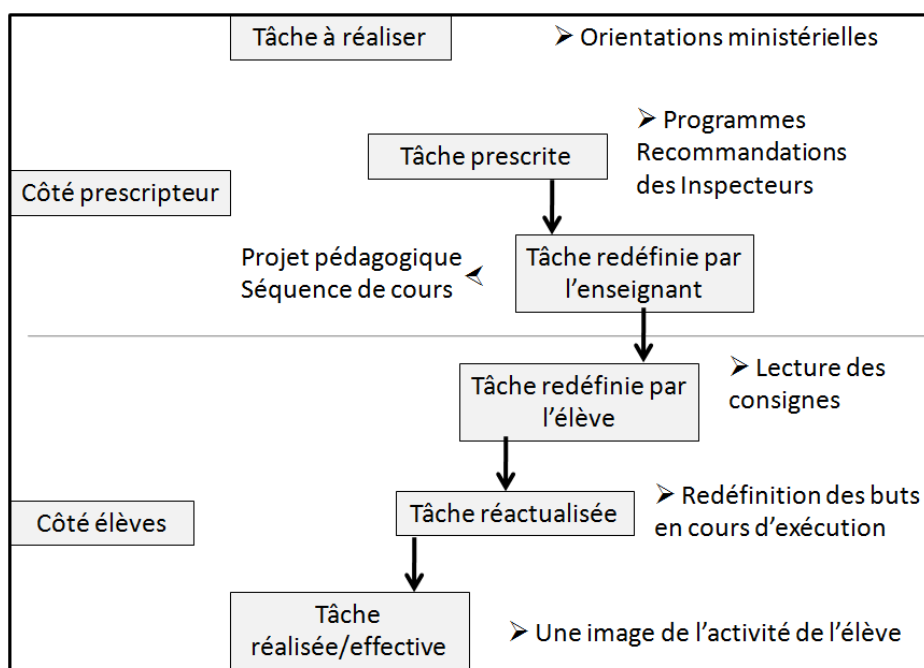 Tâche à réaliser
➢ Orientations ministérielles
➢ Programmes
Recommandations
des Inspecteurs
Tâche prescrite
Côté prescripteur
Projet pédagogique
Séquence de cours
Tâche redéfinie par
l’enseignant
➢ Lecture des
consignes
Tâche redéfinie par
l’élève
Tâche réactualisée
➢ Redéfinition des buts
en cours d’exécution
Côté élèves
Tâche
réalisée/effective
➢ Une image de l’activité de l’élève